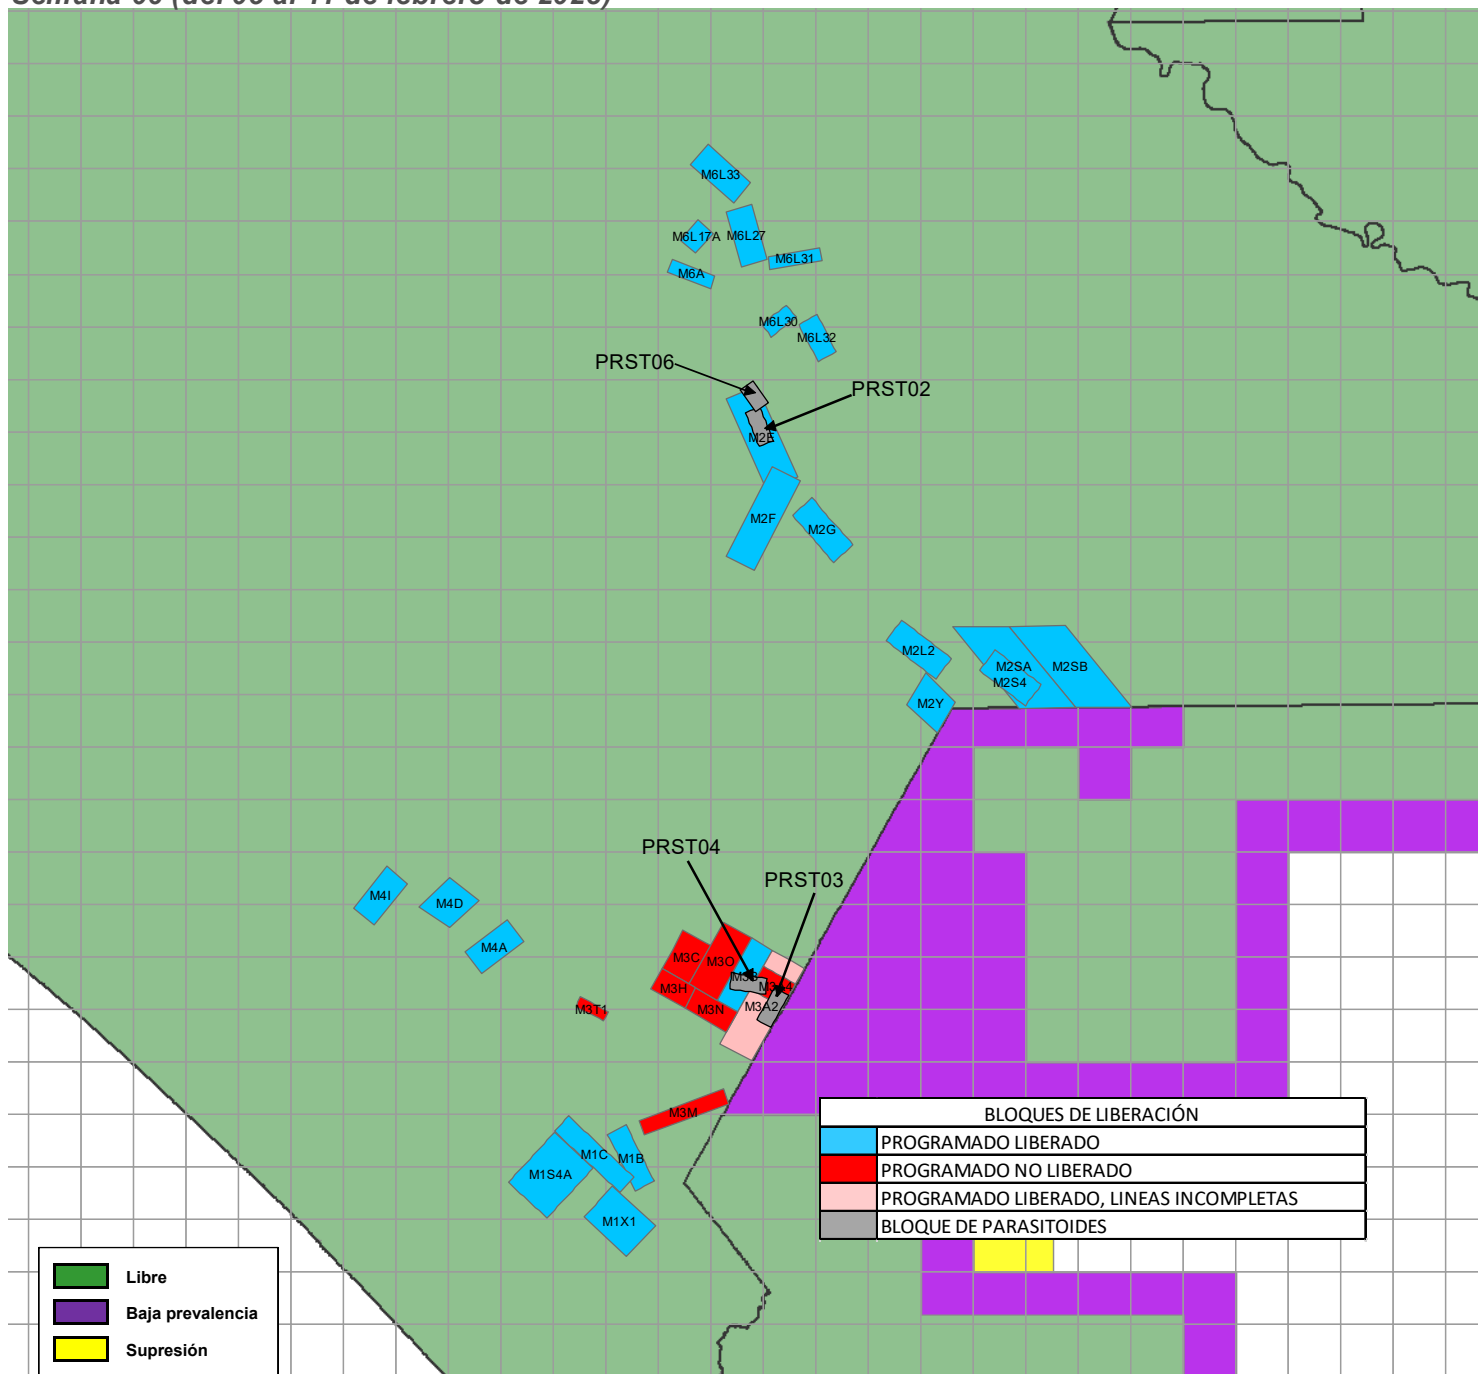 M6L33
M6L17A
M6L27
M6L31
M6A
M6L30
M6L32
PRST06
PRST02
M2E
M2F
M2G
M2L2
M2SA
M2SB
M2S4
M2Y
PRST04
PRST03
M4I
M4D
M4A
M3C
M3O
M3H
M3N
M3A2
M3T1
M3M
M1C
M1B
M1S4A
M1X1
BLOQUES DE LIBERACIÓN
PROGRAMADO LIBERADO
PROGRAMADO NO LIBERADO
PROGRAMADO LIBERADO, LINEAS INCOMPLETAS
BLOQUE DE PARASITOIDES
Libre
Baja prevalencia
Supresión